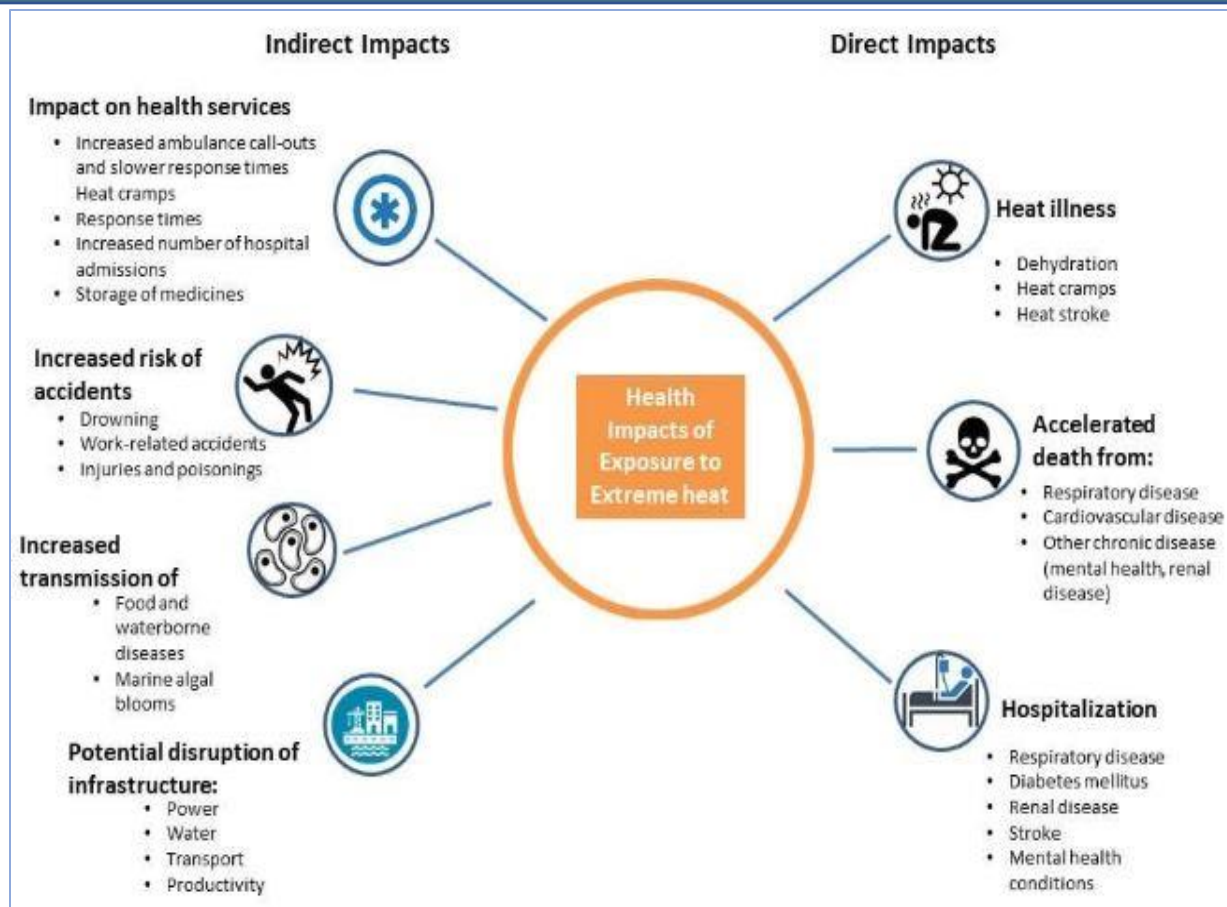 Indirect Impacts
Impact on health services
• Increased ambulance call-outs
and slower response times
Heat cramps
• Response times
• Increased number of hospital
admissions
• Storage of medicines
Increased risk of
accidents
• Drowning
• Work-related accidents
• Injuries and poisonings
Increased
transmission of
• Food and
waterborne
diseases
• Marine algal
blooms
Potential disruption of
infrastructure:
• Power
• Water
• Transport
• Productivity
Health
Impacts of
Exposure to
Extreme heat
Direct Impacts
Heat illness
• Dehydration
• Heat cramps
• Heat stroke
Accelerated
death from:
• Respiratory disease
• Cardiovascular disease
• Other chronic disease
(mental health, renal
disease)
Hospitalization
• Respiratory disease
• Diabetes mellitus
• Renal disease
• Stroke
• Mental health
conditions